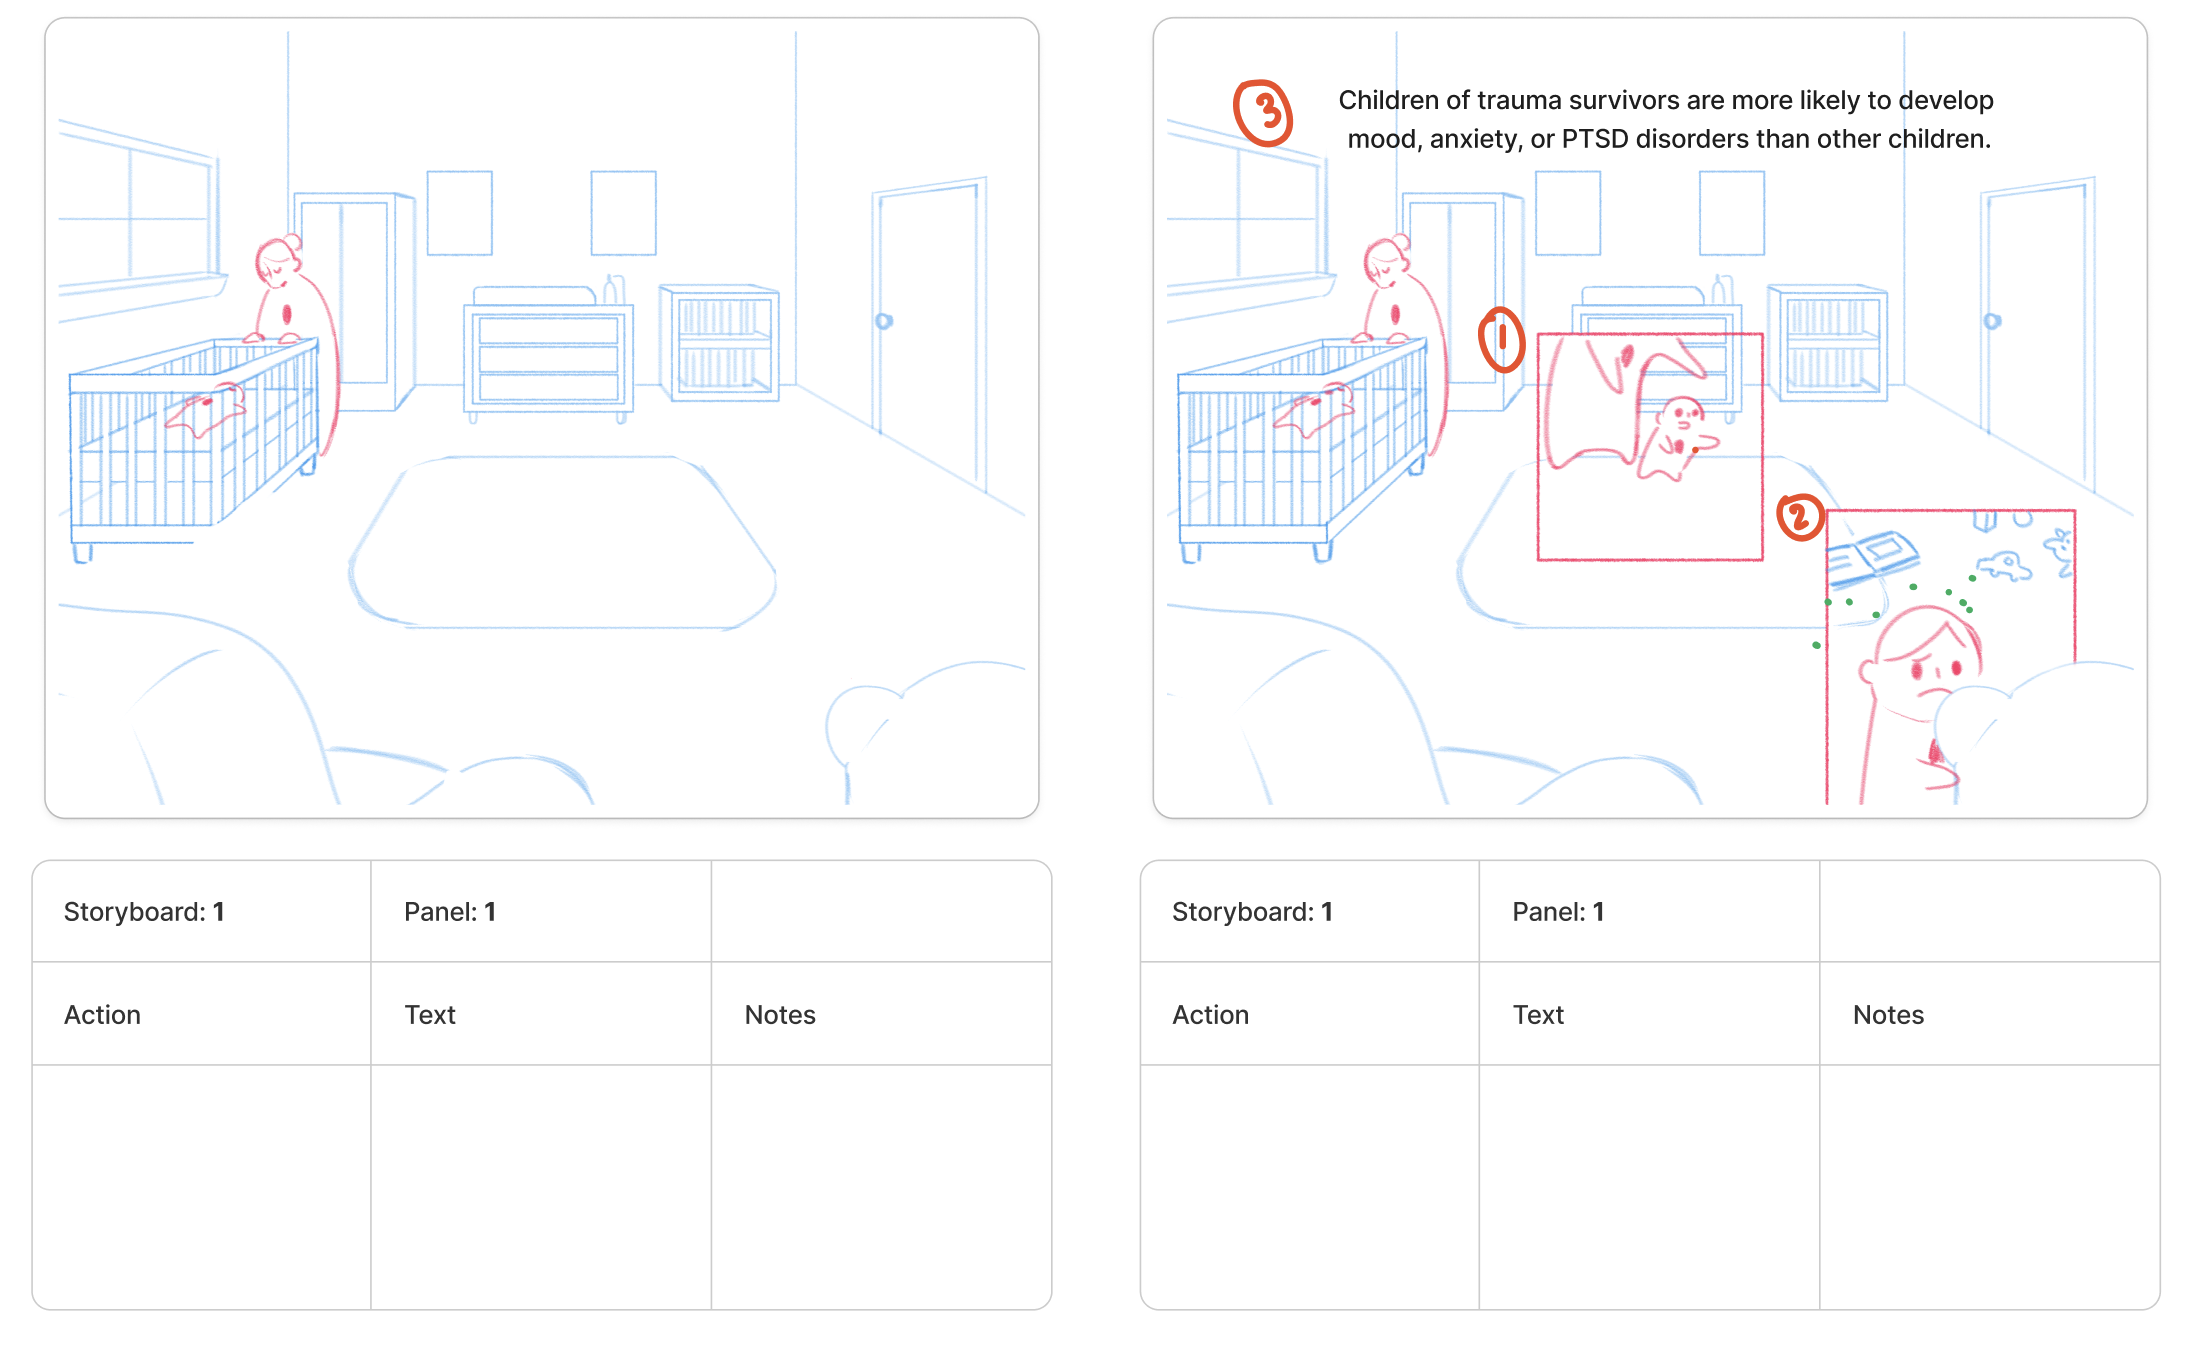 3
Children of trauma survivors are more likely to develop
mood, anxiety, or PTSD disorders than other children.
1
2
Storyboard: 1
Panel: 1
Action
Text
Notes
Storyboard: 1
Panel: 1
Action
Text
Notes